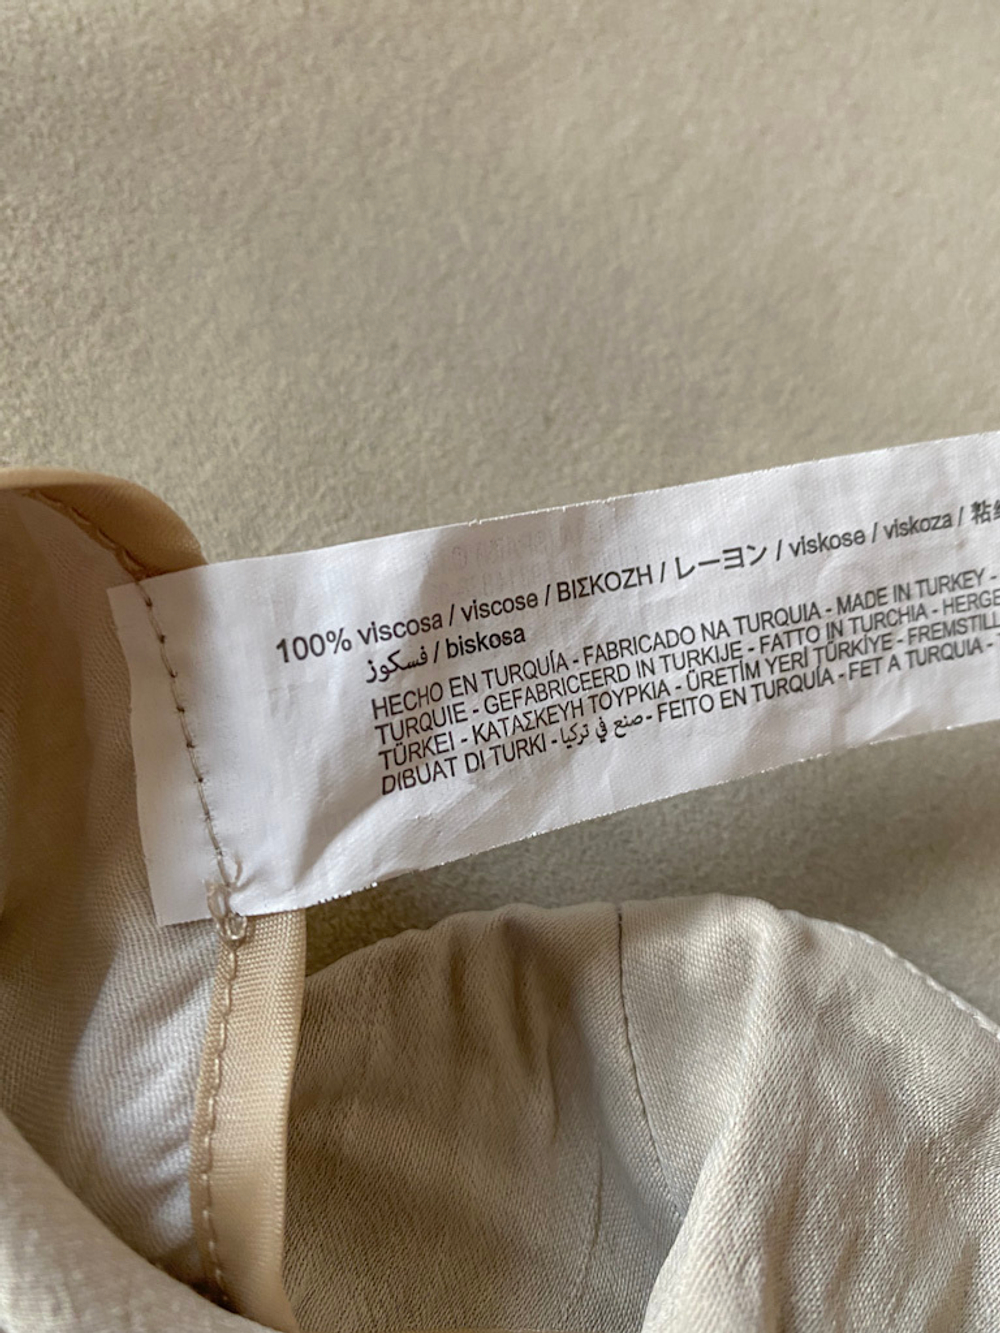 100% viscosa / viscose / ΒΙΣΚΟΖΗ / レーヨン / viskose / viskoza /
فسكوز / biskosa
HECHO EN TURQUÍA - FABRICADO NA TURQUIA - MADE IN TURKEY -
TURQUIE - GEFABRICEERD IN TURKIJE - FATTO IN TURCHIA - HERGE
TÜRKEI - ΚΑΤΑΣΚΕΥΗ ΤΟΥΡΚΙΑ - ÜRETİM YERİ TÜRKİYE - FREMSTILL
DIBUAT DI TURKI - صنع في تركيا - FEITO EN TURQUÍA - FET A TURQUIA -